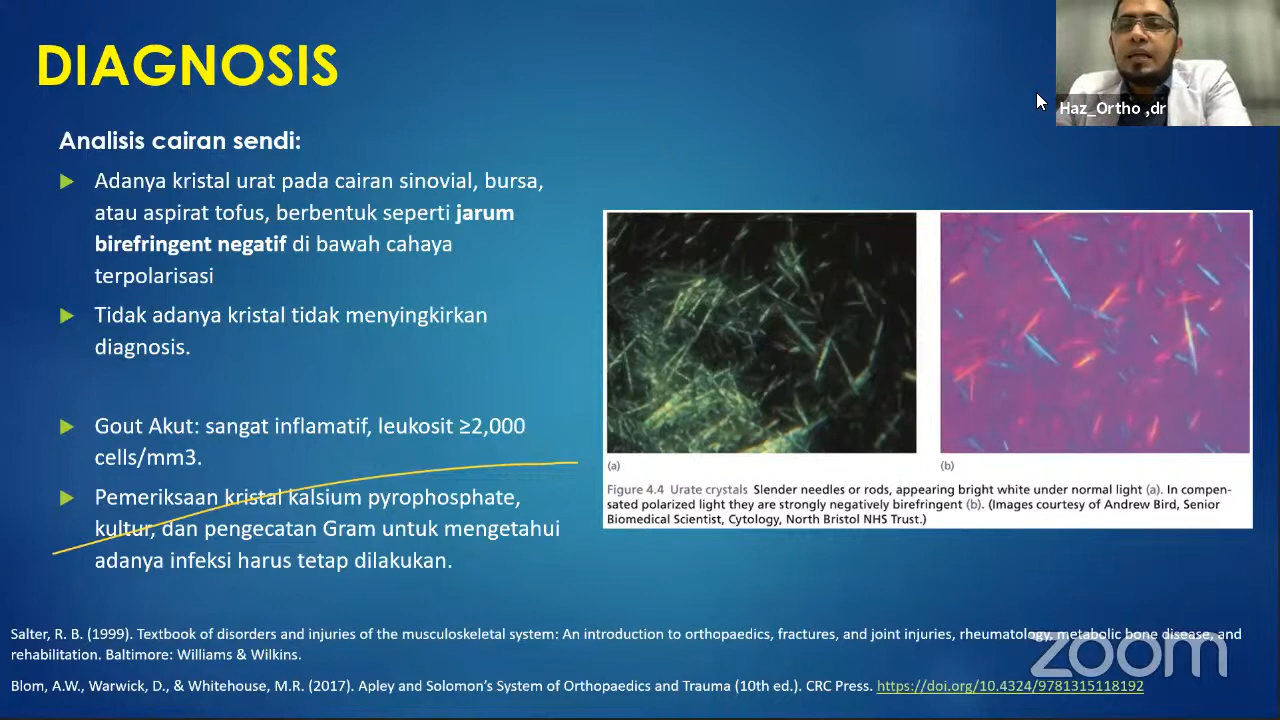 DIAGNOSIS
Haz_Ortho ,dr
Analisis cairan sendi:
Adanya kristal urat pada cairan sinovial, bursa,
atau aspirat tofus, berbentuk seperti jarum
birefringent negatif di bawah cahaya
terpolarisasi
Tidak adanya kristal tidak menyingkirkan
diagnosis.
Gout Akut: sangat inflamatif, leukosit ≥2,000
cells/mm3.
Pemeriksaan kristal kalsium pyrophosphate,
kultur, dan pengecatan Gram untuk mengetahui
adanya infeksi harus tetap dilakukan.
(a)
(b)
Figure 4.4 Urate crystals Slender needles or rods, appearing bright white under normal light (a). In compen-
sated polarized light they are strongly negatively birefringent (b). (Images courtesy of Andrew Bird, Senior
Biomedical Scientist, Cytology, North Bristol NHS Trust.)
Salter, R. B. (1999). Textbook of disorders and injuries of the musculoskeletal system: An introduction to orthopaedics, fractures, and joint injuries, rheumatology, metabolic bone disease, and
rehabilitation. Baltimore: Williams & Wilkins.
Blom, A.W., Warwick, D., & Whitehouse, M.R. (2017). Apley and Solomon's System of Orthopaedics and Trauma (10th ed.). CRC Press. https://doi.org/10.4324/9781315118192
zoom